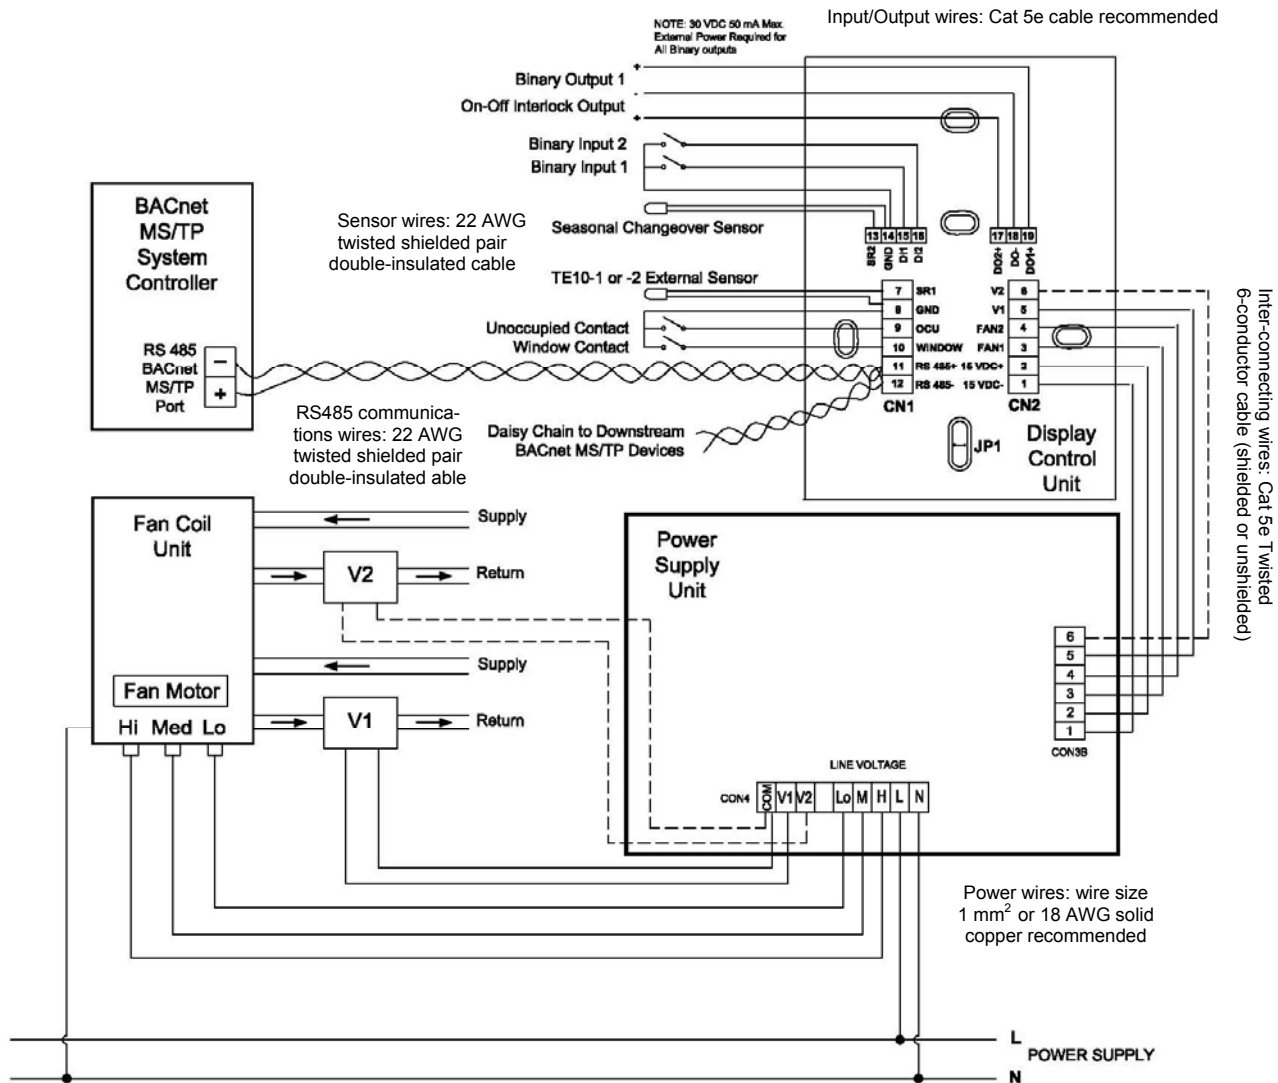 Input/Output wires: Cat 5e cable recommended
NOTE: 30 VDC 50 mA Max.
External Power Required for
All Binary outputs
+
Binary Output 1
-
On-Off Interlock Output
+
Binary Input 2
Binary Input 1
Sensor wires: 22 AWG
twisted shielded pair
double-insulated cable
Seasonal Changeover Sensor
TE10-1 or -2 External Sensor
Unoccupied Contact
Window Contact
BACnet
MS/TP
System
Controller
RS 485
BACnet
MS/TP
Port
−
+
RS485 communica-
tions wires: 22 AWG
twisted shielded pair
double-insulated able
Daisy Chain to Downstream
BACnet MS/TP Devices
13 14 15 16
SR2 GND DI1 DI2
17 18 19
DO2+ DO- DO1+
7 SR1
8 GND
9 OCU
10 WINDOW
11 RS 485+
12 RS 485-
CN1
V2 6
V1 5
FAN2 4
FAN1 3
15 VDC+ 2
15 VDC- 1
CN2
JP1
Display
Control
Unit
Inter-connecting wires: Cat 5e Twisted
6-conductor cable (shielded or unshielded)
Fan Coil
Unit
Fan Motor
Hi Med Lo
Supply
V2
Return
Supply
V1
Return
Power
Supply
Unit
6
5
4
3
2
1
CON3B
LINE VOLTAGE
CON4
COM V1 V2 Lo M H L N
Power wires: wire size
1 mm² or 18 AWG solid
copper recommended
L
POWER SUPPLY
N